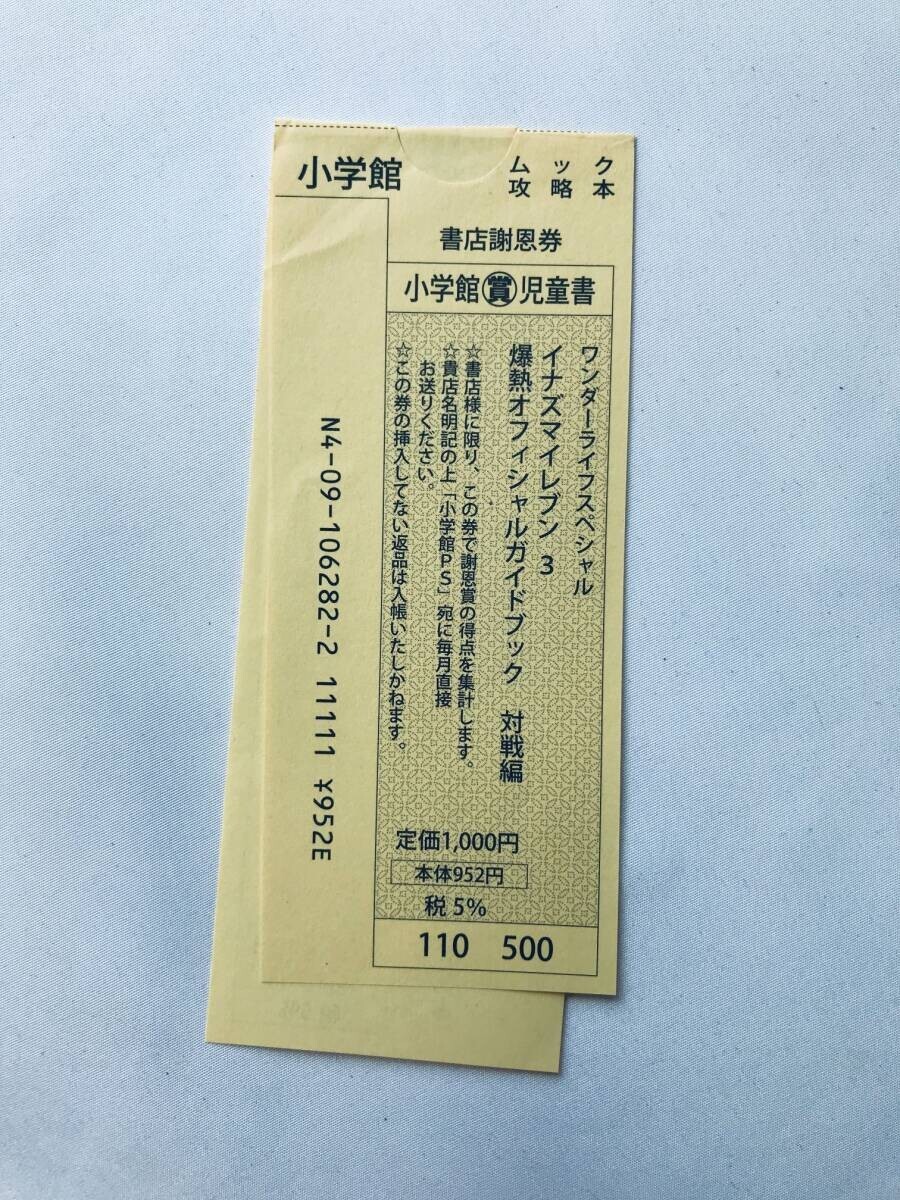 小学館
ムック
攻略本
書店謝恩券
小学館賞児童書
ワンダーライフスペシャル
イナズマイレブン 3
爆熱オフィシャルガイドブック 対戦編
☆書店様に限り、この券で謝恩賞の得点を集計します。
☆貴店名明記の上「小学館PS」宛に毎月直接
お送りください。
☆この券の挿入してない返品は入帳いたしかねます。
定価1,000円
本体952円
税 5%
110 500
N4-09-106282-2 11111 ¥952E